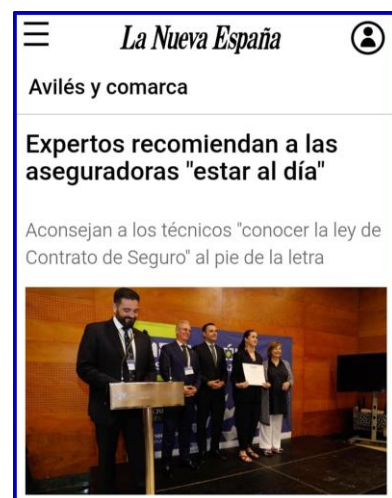 La Nueva España
Avilés y comarca
Expertos recomiendan a las
aseguradoras "estar al día"
Aconsejan a los técnicos "conocer la ley de
Contrato de Seguro" al pie de la letra